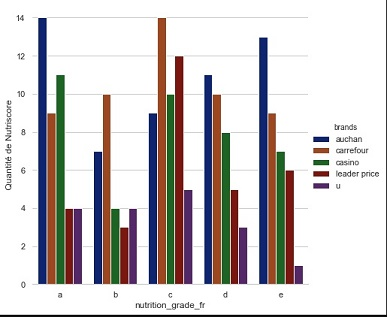 14
12
10
8
6
4
2
0
Quantité de Nutriscore
a b c d e
nutrition_grade_fr
brands
auchan
carrefour
casino
leader price
u